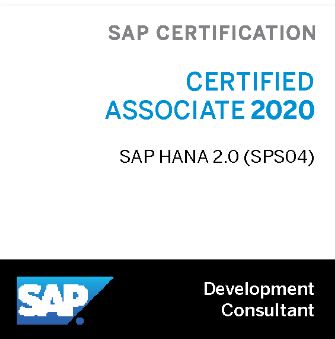 SAP CERTIFICATION
CERTIFIED
ASSOCIATE 2020
SAP HANA 2.0 (SPS04)
SAP
Development
Consultant